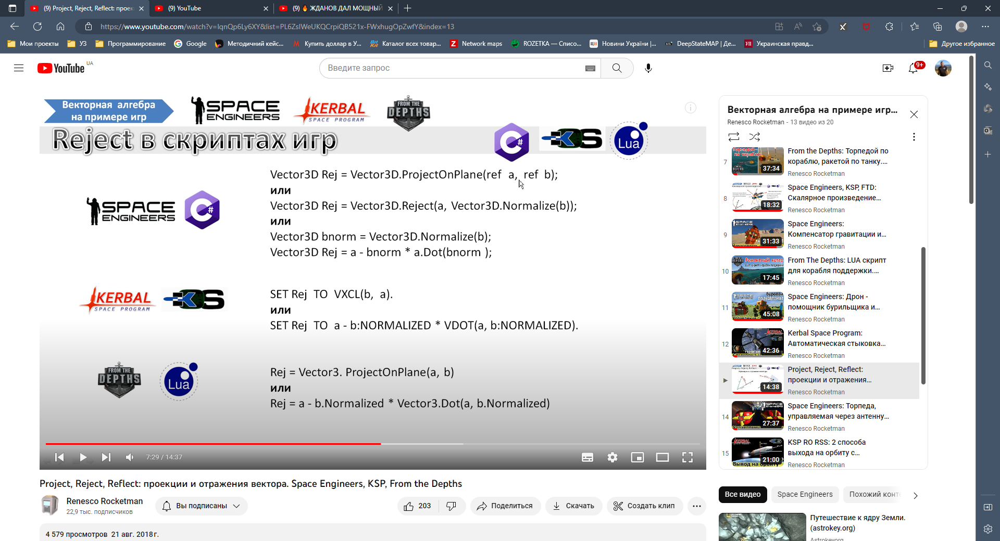 (9) Project, Reject, Reflect: проек
(9) YouTube
(9) 🔥 ЖДАНОВ ДАЛ МОЩНЫЙ
https://www.youtube.com/watch?v=IqnQp6Ly6XY&list=PL6ZsIWeUKQCrpiQB521x-FWxhugOpZwfY&index=13
Мои проекты
УЗ
Программирование
Google
Методичний кейс...
Купить доллар в У...
Каталог всех товар...
Network maps
ROZETKA — Списо...
Новини України |...
DeepStateMAP | Де...
Украинская правд...
Другое избранное
YouTube UA
Введите запрос
9+
Векторная алгебра
на примере игр
SPACE
ENGINEERS
KERBAL
SPACE PROGRAM
FROM THE
DEPTHS
Reject в скриптах игр
C#
KOS
Lua
Vector3D Rej = Vector3D.ProjectOnPlane(ref a, ref b);
или
Vector3D Rej = Vector3D.Reject(a, Vector3D.Normalize(b));
или
Vector3D bnorm = Vector3D.Normalize(b);
Vector3D Rej = a - bnorm * a.Dot(bnorm );
SPACE
ENGINEERS
C#
KERBAL
SPACE PROGRAM
KOS
SET Rej TO VXCL(b, a).
или
SET Rej TO a - b:NORMALIZED * VDOT(a, b:NORMALIZED).
FROM THE
DEPTHS
Lua
Rej = Vector3. ProjectOnPlane(a, b)
или
Rej = a - b.Normalized * Vector3.Dot(a, b.Normalized)
7:29 / 14:37
Project, Reject, Reflect: проекции и отражения вектора. Space Engineers, KSP, From the Depths
Renesco Rocketman
22,9 тыс. подписчиков
Вы подписаны
203
Поделиться
Скачать
Создать клип
4 579 просмотров 21 авг. 2018 г.
Векторная алгебра на примере игр...
Renesco Rocketman - 13 видео из 20
7
37:34
From the Depths: Торпедой по
кораблю, ракетой по танку....
Renesco Rocketman
8
18:32
Space Engineers, KSP, FTD:
Скалярное произведение...
Renesco Rocketman
9
31:33
Space Engineers:
Компенсатор гравитации и...
Renesco Rocketman
10
17:45
From The Depths: LUA скрипт
для корабля поддержки....
Renesco Rocketman
11
45:08
Space Engineers: Дрон -
помощник бурильщика и...
Renesco Rocketman
12
42:36
Kerbal Space Program:
Автоматическая стыковка...
Renesco Rocketman
14:38
Project, Reject, Reflect:
проекции и отражения...
Renesco Rocketman
14
27:37
Space Engineers: Торпеда,
управляемая через антенну...
Renesco Rocketman
15
21:00
KSP RO RSS: 2 способа
выхода на орбиту с...
Renesco Rocketman
Все видео
Space Engineers
Похожий конте
Путешествие к ядру Земли.
(astrokey.org)
Astrokeyorg